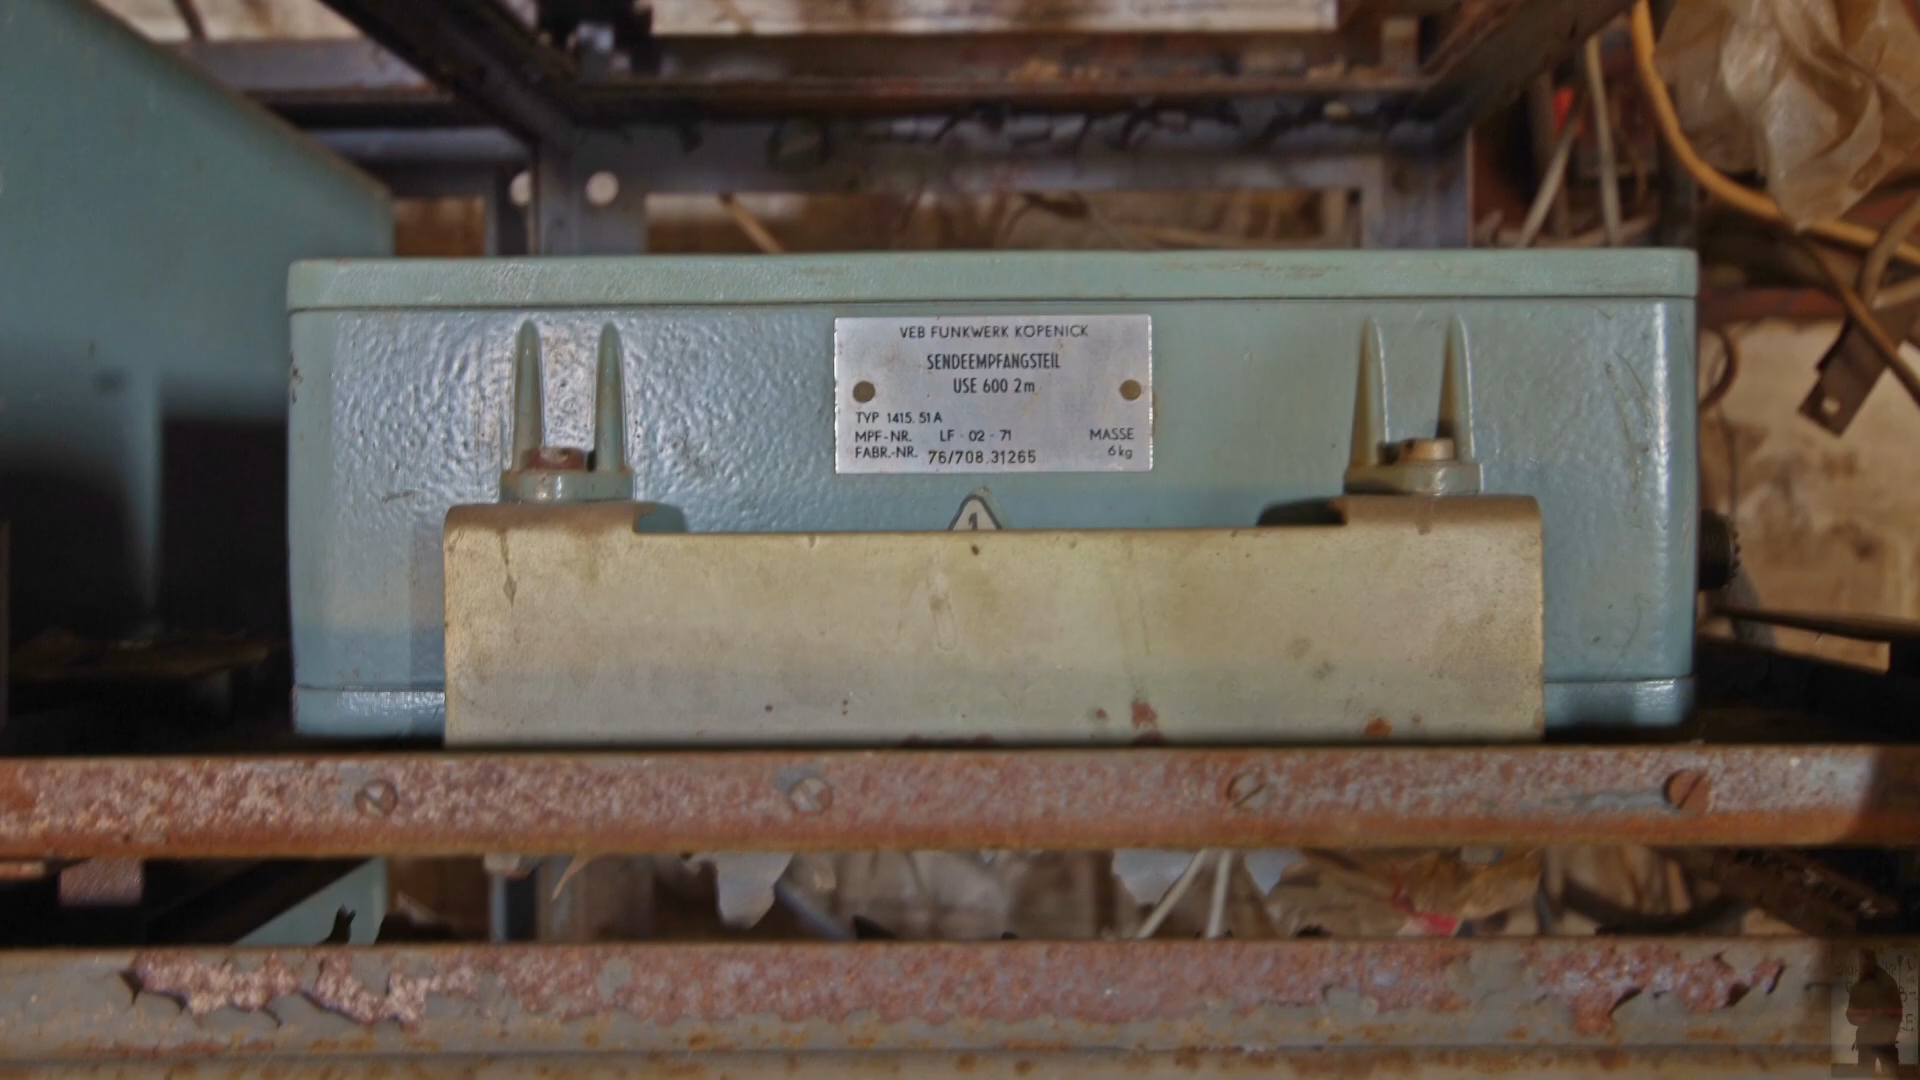 VEB FUNKWERK KÖPENICK
SENDEEMPFANGSTEIL
USE 600 2m
TYP 1415.51A
MPF-NR. LF-02-71 MASSE
FABR.-NR. 76/708.31265 6kg
1